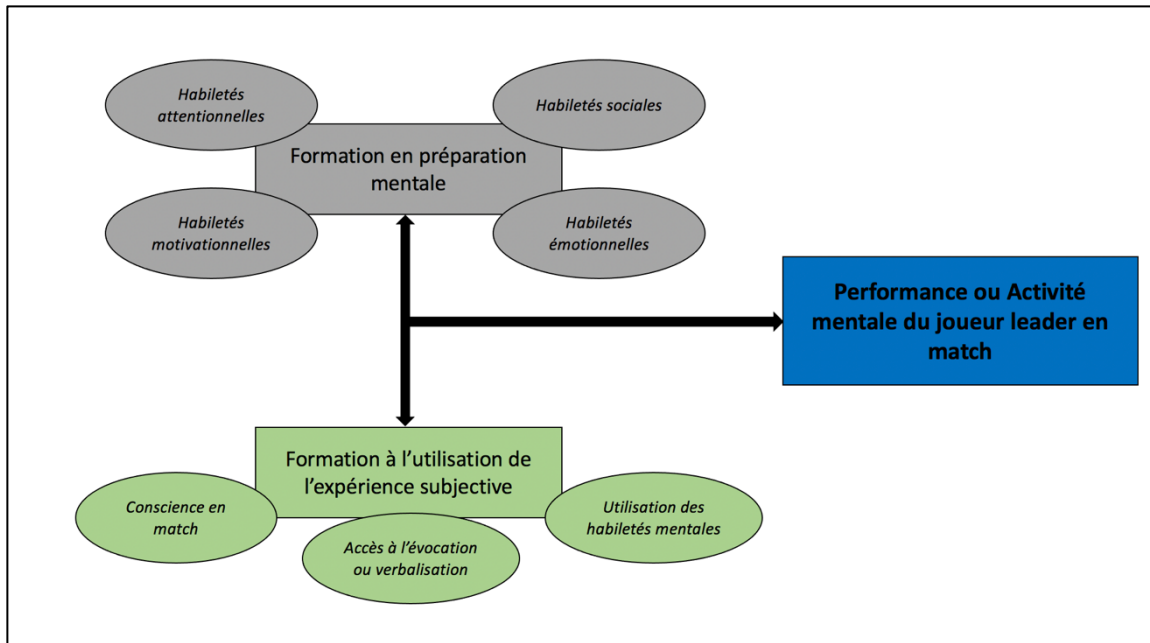 Habiletés
attentionnelles
Habiletés sociales
Formation en préparation
mentale
Habiletés
motivationnelles
Habiletés
émotionnelles
Performance ou Activité
mentale du joueur leader en
match
Formation à l’utilisation de
l’expérience subjective
Conscience en
match
Accès à l’évocation
ou verbalisation
Utilisation des
habiletés mentales